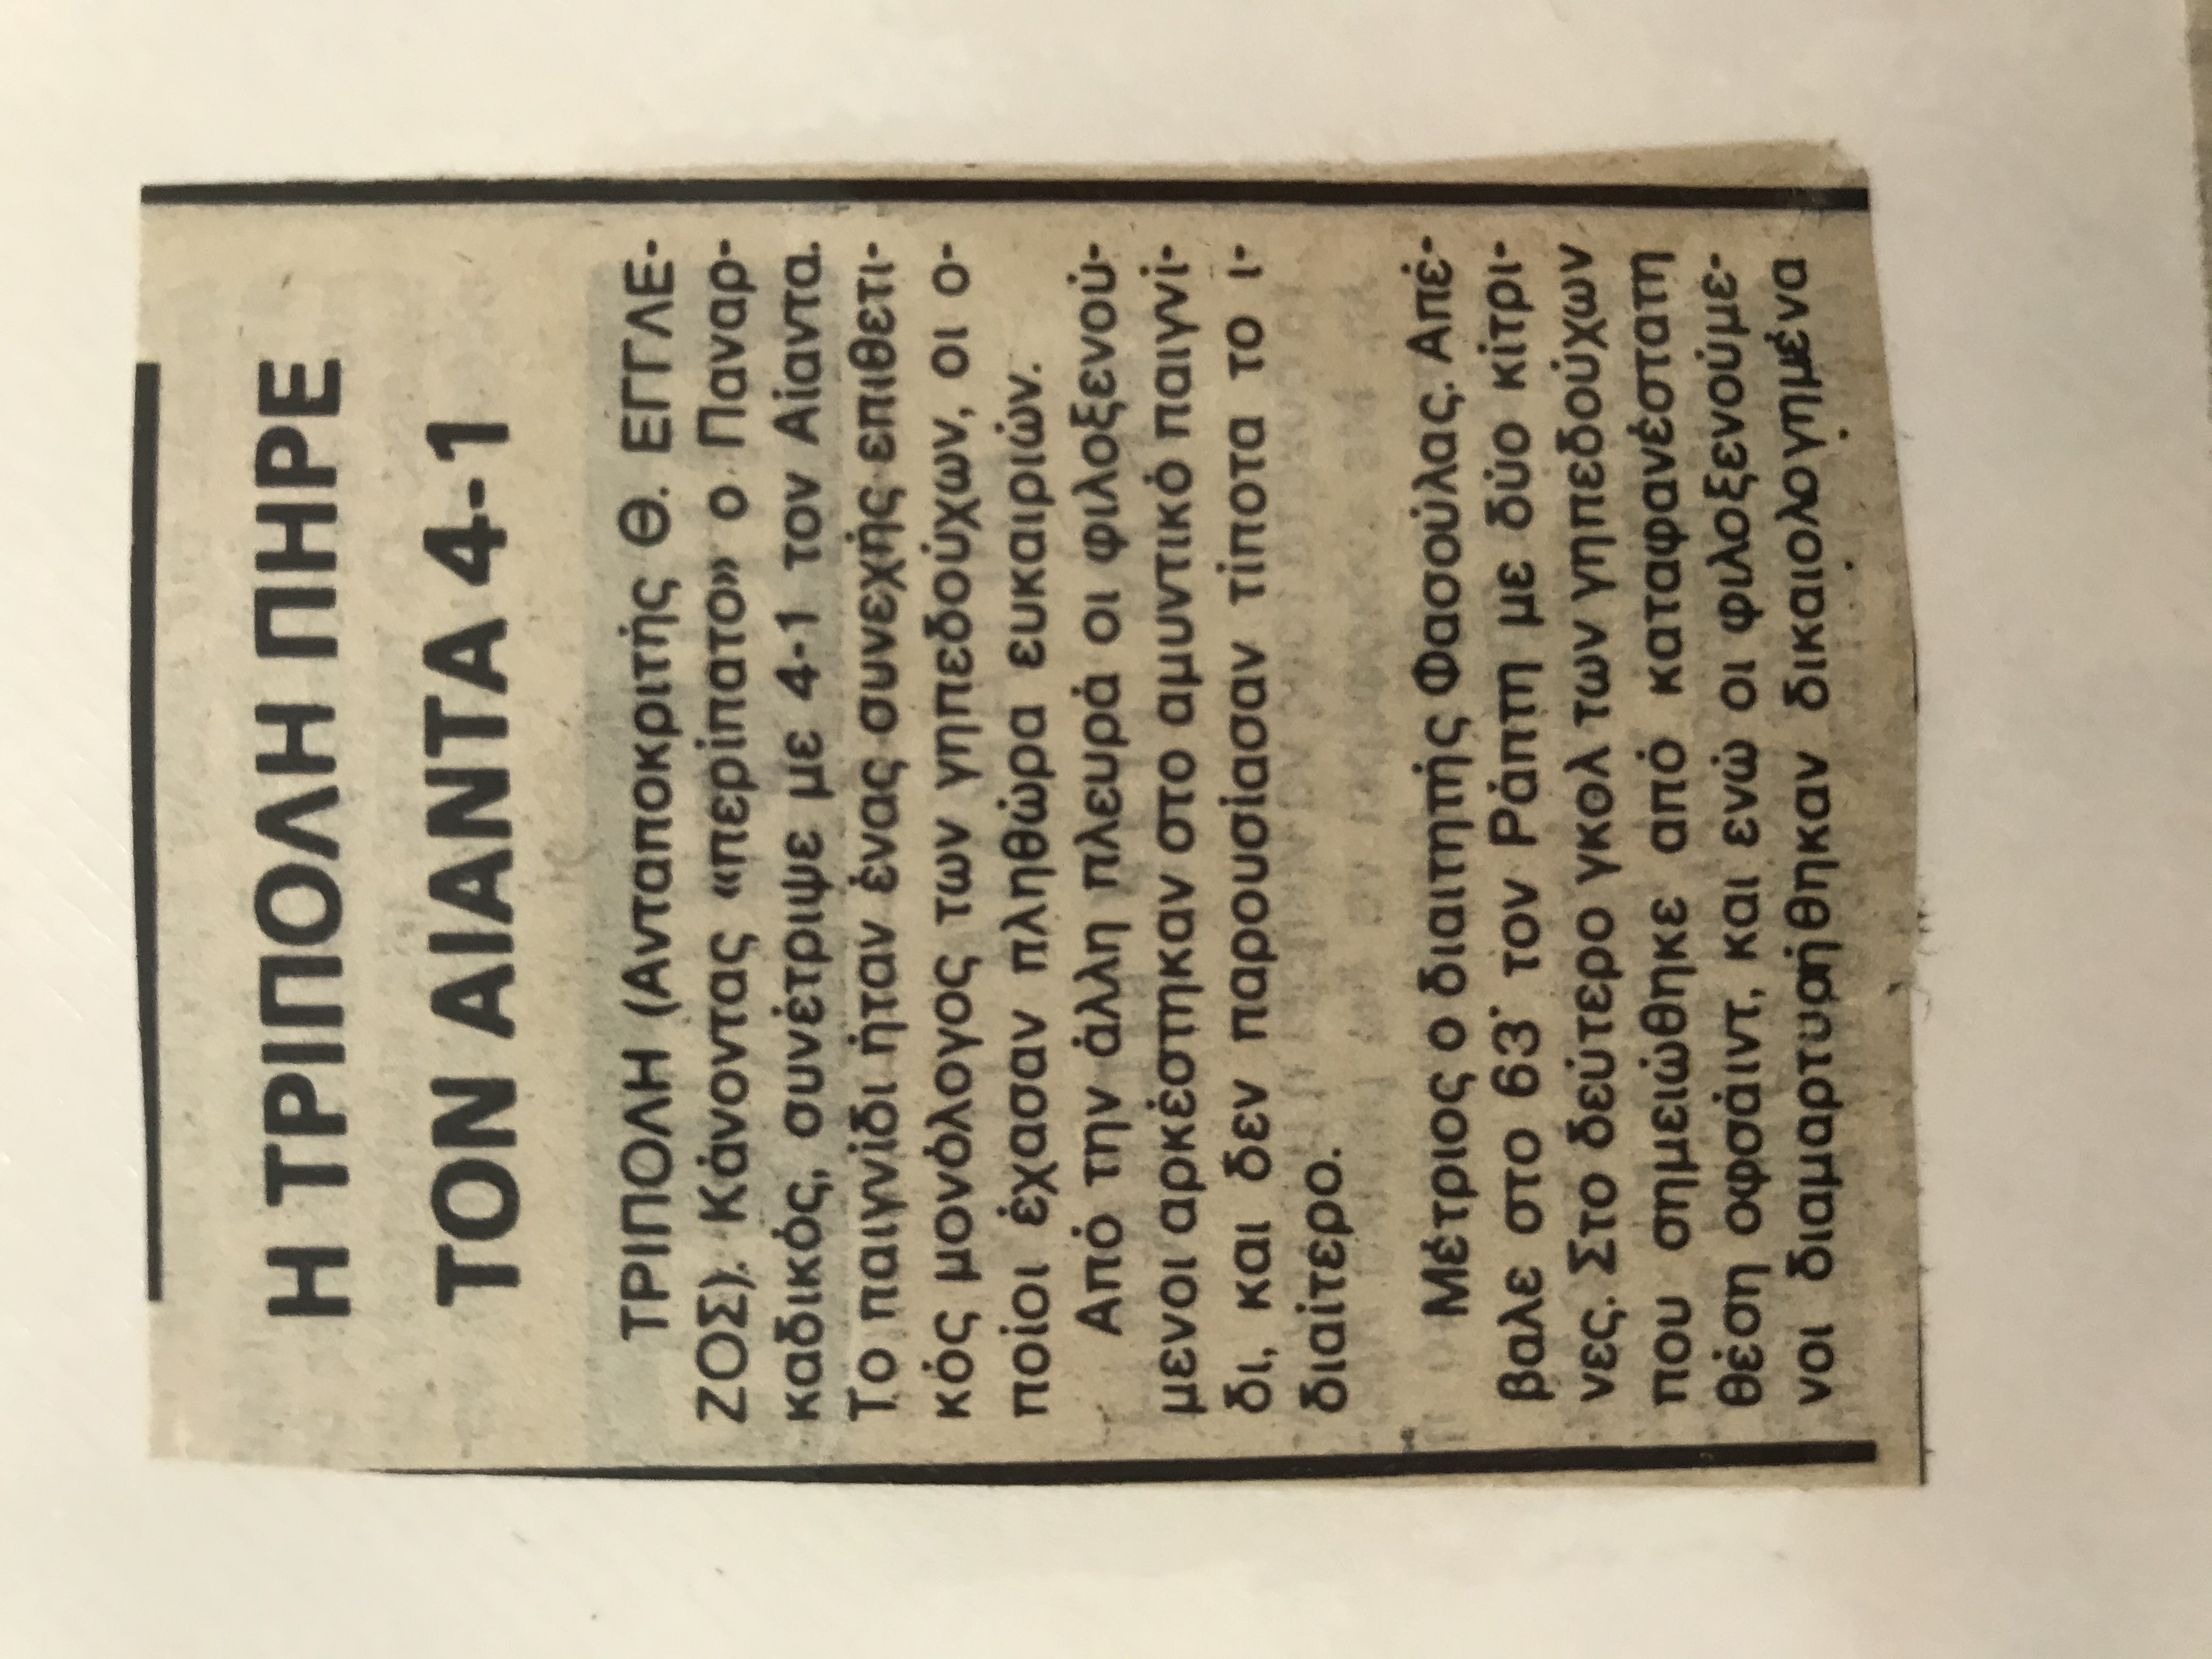 Η ΤΡΙΠΟΛΗ ΠΗΡΕ
ΤΟΝ ΑΙΑΝΤΑ 4-1
ΤΡΙΠΟΛΗ (Ανταποκριτής Θ. ΕΓΓΛΕ-
ΖΟΣ). Κάνοντας «περίπατο» ο Παναρ-
καδικός, συνέτριψε με 4-1 τον Αίαντα.
Το παιγνίδι ήταν ένας συνεχής επιθετι-
κός μονόλογος των γηπεδούχων, οι ο-
ποίοι έχασαν πληθώρα ευκαιριών.
Από την άλλη πλευρά οι φιλοξενού-
μενοι αρκέστηκαν στο αμυντικό παιγνί-
δι, και δεν παρουσίασαν τίποτα το ι-
διαίτερο.
Μέτριος ο διαιτητής Φασούλας. Απέ-
βαλε στο 63΄ τον Ράπτη με δύο κίτρι-
νες. Στο δεύτερο γκολ των γηπεδούχων
που σημειώθηκε από καταφανέστατη
θέση οφσάιντ, και ενώ οι φιλοξενούμε-
νοι διαμαρτυρήθηκαν δικαιολογημένα